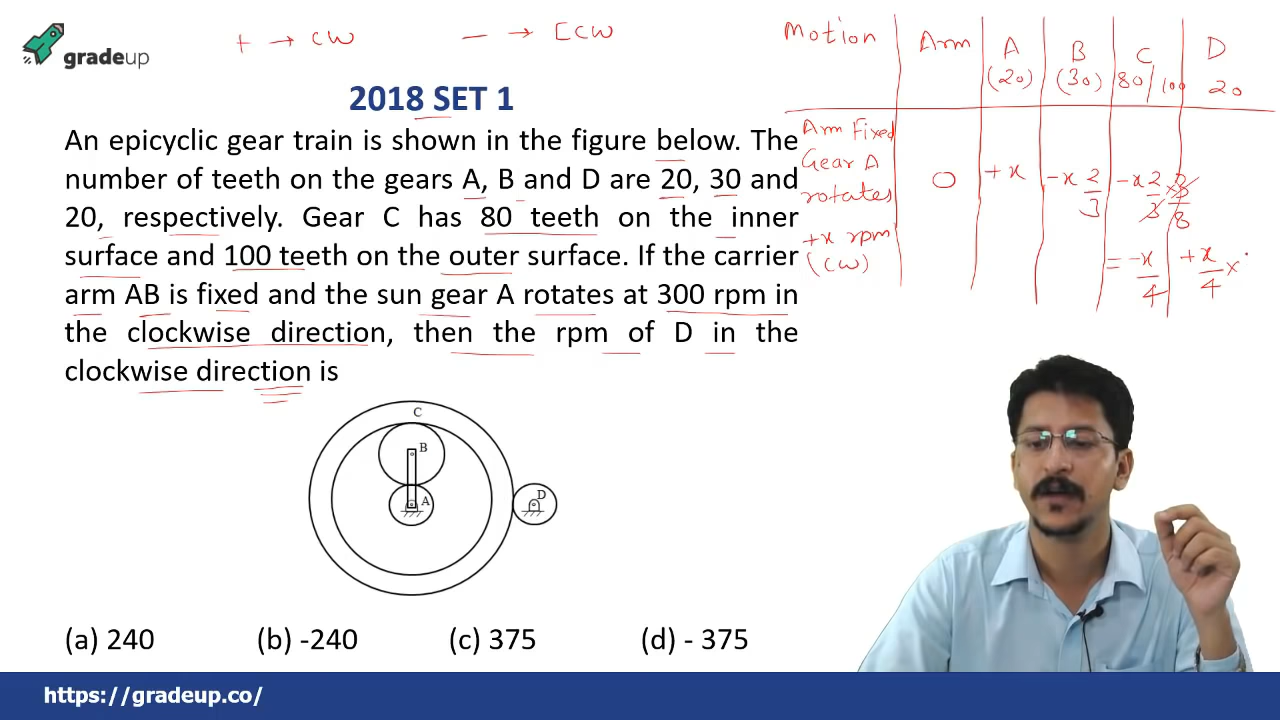 gradeup
+ → CW
- → CCW
2018 SET 1
An epicyclic gear train is shown in the figure below. The
number of teeth on the gears A, B and D are 20, 30 and
20, respectively. Gear C has 80 teeth on the inner
surface and 100 teeth on the outer surface. If the carrier
arm AB is fixed and the sun gear A rotates at 300 rpm in
the clockwise direction, then the rpm of D in the
clockwise direction is
C
B
A
D
(a) 240 (b) -240 (c) 375 (d) - 375
Motion Arm A B C D
(20) (30) 80/100 20
Arm Fixed
Gear A
rotates
+x rpm
(CW)
0 +x -x 2/3
= -x/4 +x/4 ×
https://gradeup.co/